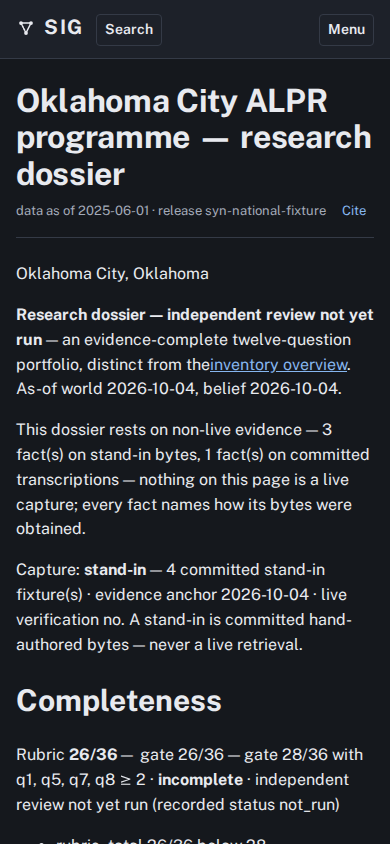 SIG
Search
Menu
Oklahoma City ALPR
programme — research
dossier
data as of 2025-06-01 · release syn-national-fixture
Cite
Oklahoma City, Oklahoma
Research dossier — independent review not yet
run — an evidence-complete twelve-question
portfolio, distinct from theinventory overview.
As-of world 2026-10-04, belief 2026-10-04.
This dossier rests on non-live evidence — 3
fact(s) on stand-in bytes, 1 fact(s) on committed
transcriptions — nothing on this page is a live
capture; every fact names how its bytes were
obtained.
Capture: stand-in — 4 committed stand-in
fixture(s) · evidence anchor 2026-10-04 · live
verification no. A stand-in is committed hand-
authored bytes — never a live retrieval.
Completeness
Rubric 26/36 — gate 26/36 — gate 28/36 with
q1, q5, q7, q8 ≥ 2 · incomplete · independent
review not yet run (recorded status not_run)
rubric_total 26/36 below 28